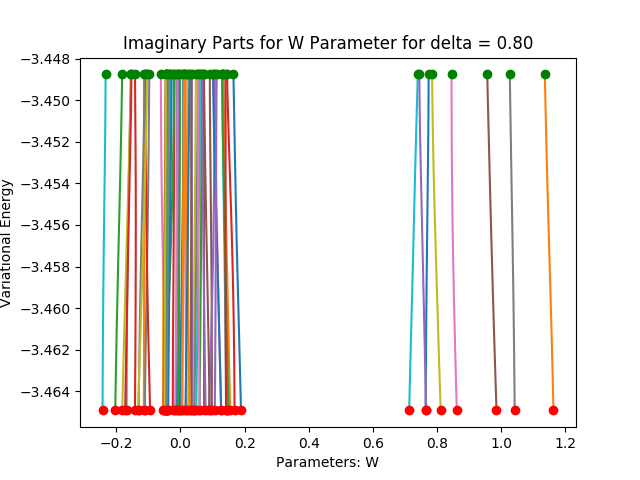 Imaginary Parts for W Parameter for delta = 0.80
Variational Energy
−3.448
−3.450
−3.452
−3.454
−3.456
−3.458
−3.460
−3.462
−3.464
−0.2 0.0 0.2 0.4 0.6 0.8 1.0 1.2
Parameters: W